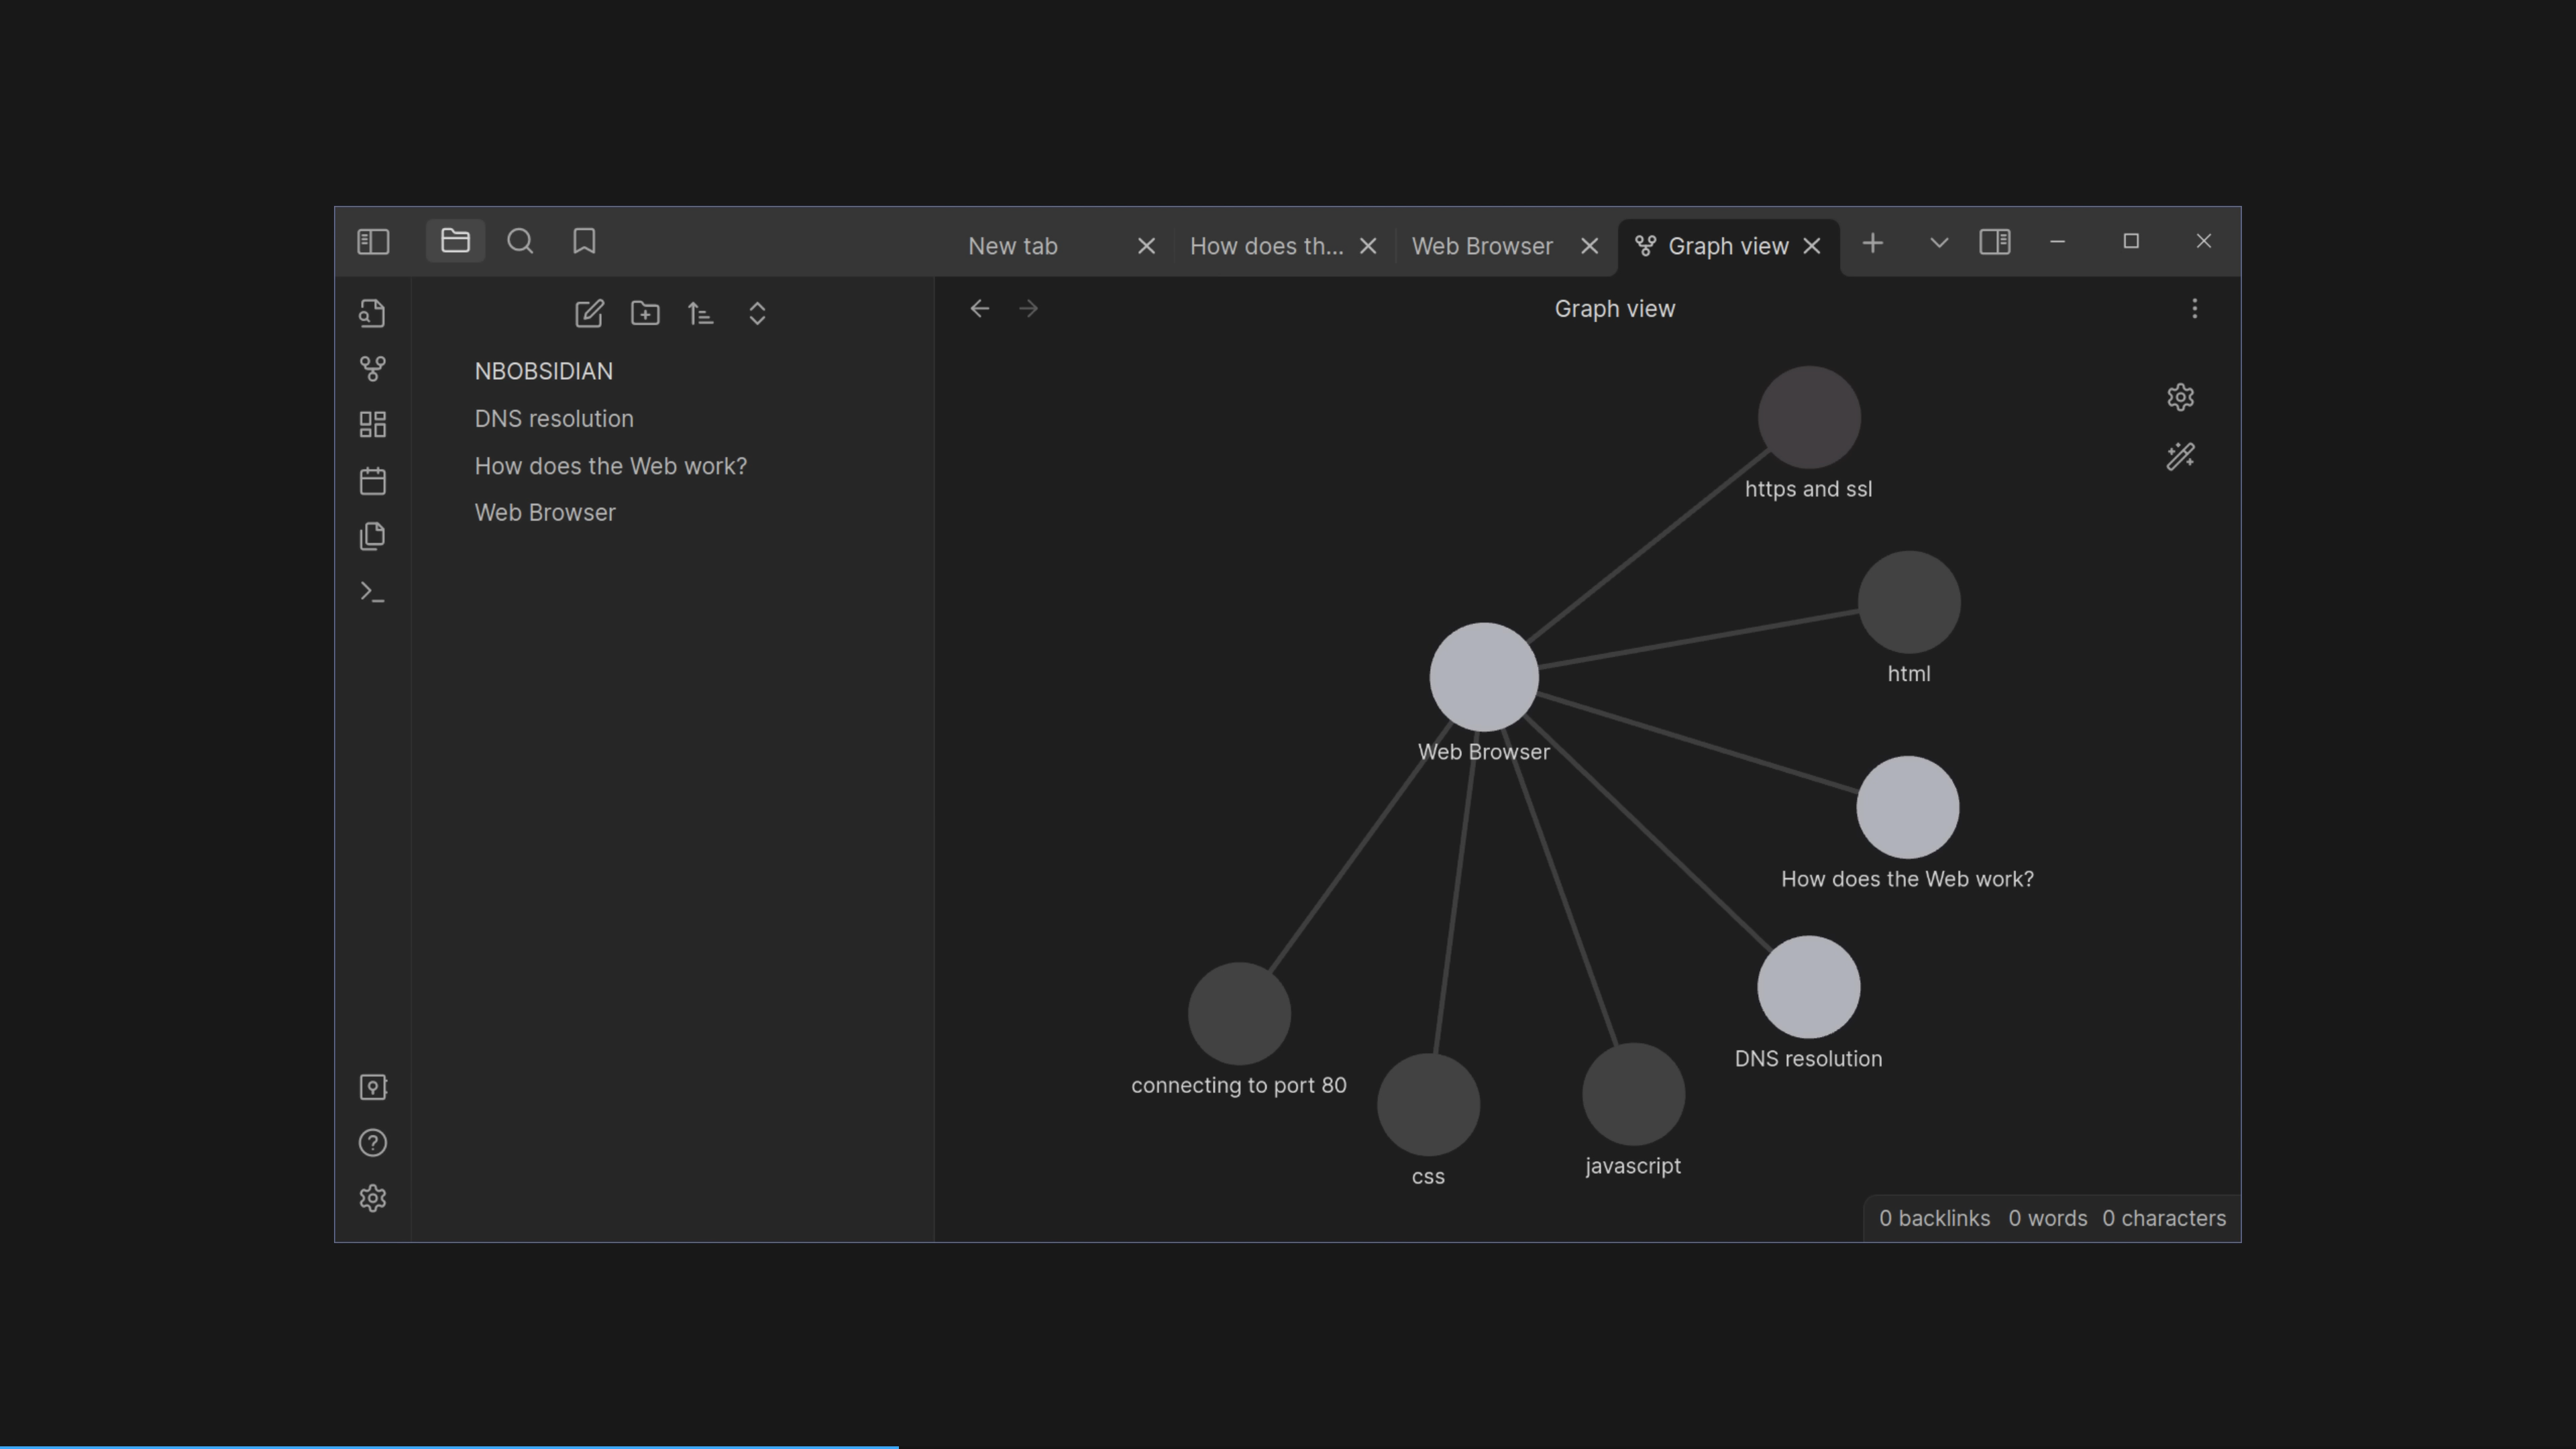 New tab
How does th...
Web Browser
Graph view
Graph view
NBOBSIDIAN
DNS resolution
How does the Web work?
Web Browser
https and ssl
html
Web Browser
How does the Web work?
DNS resolution
connecting to port 80
javascript
css
0 backlinks 0 words 0 characters